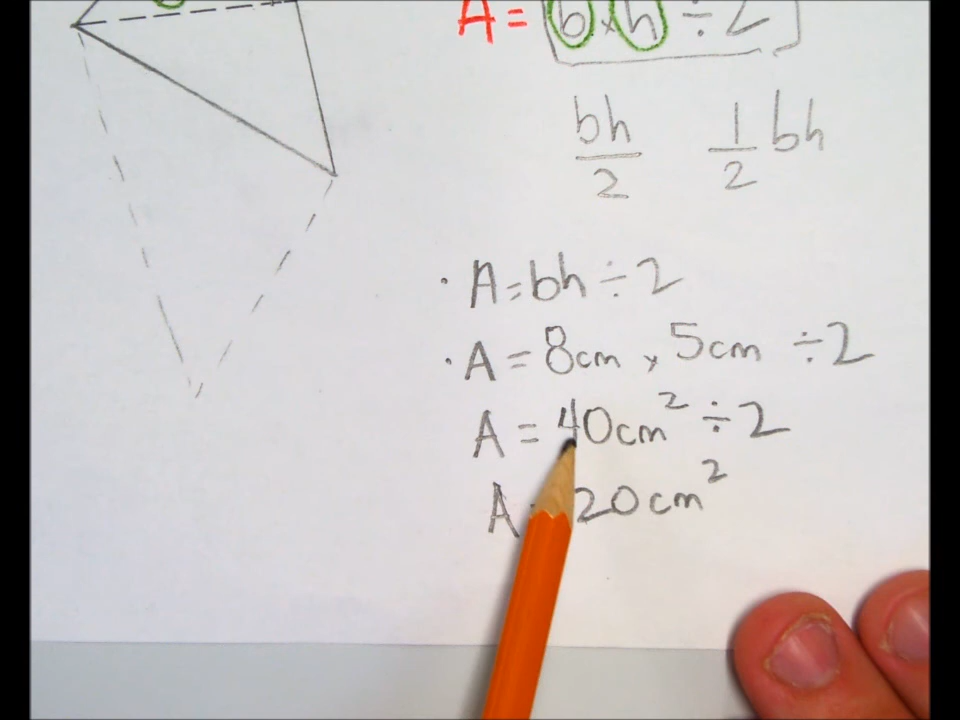 A = b × h ÷ 2
bh/2 1/2 bh
· A = bh ÷ 2
· A = 8cm × 5cm ÷ 2
A = 40cm² ÷ 2
A = 20cm²